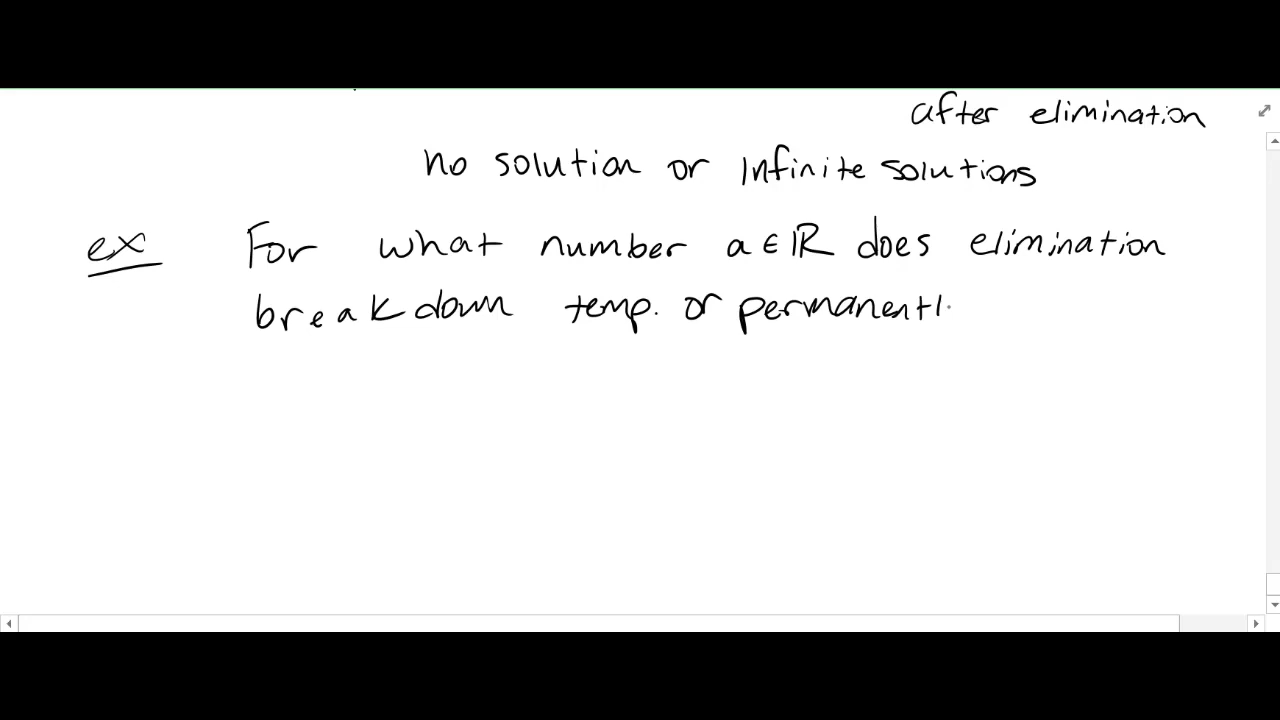 after elimination
no solution or infinite solutions
ex For what number a ∈ ℝ does elimination
breakdown temp. or permanentl